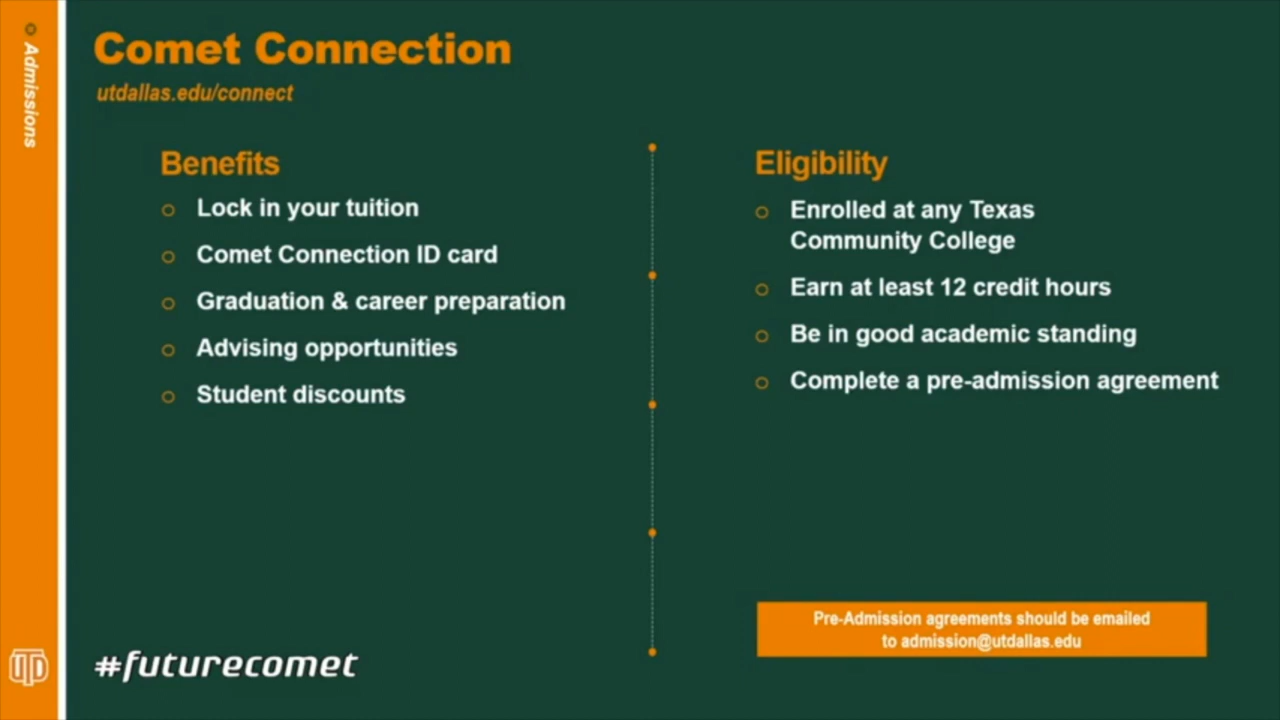 Admissions
Comet Connection
utdallas.edu/connect
Benefits
Lock in your tuition
Comet Connection ID card
Graduation & career preparation
Advising opportunities
Student discounts
Eligibility
Enrolled at any Texas
Community College
Earn at least 12 credit hours
Be in good academic standing
Complete a pre-admission agreement
Pre-Admission agreements should be emailed
to admission@utdallas.edu
UTD
#futurecomet